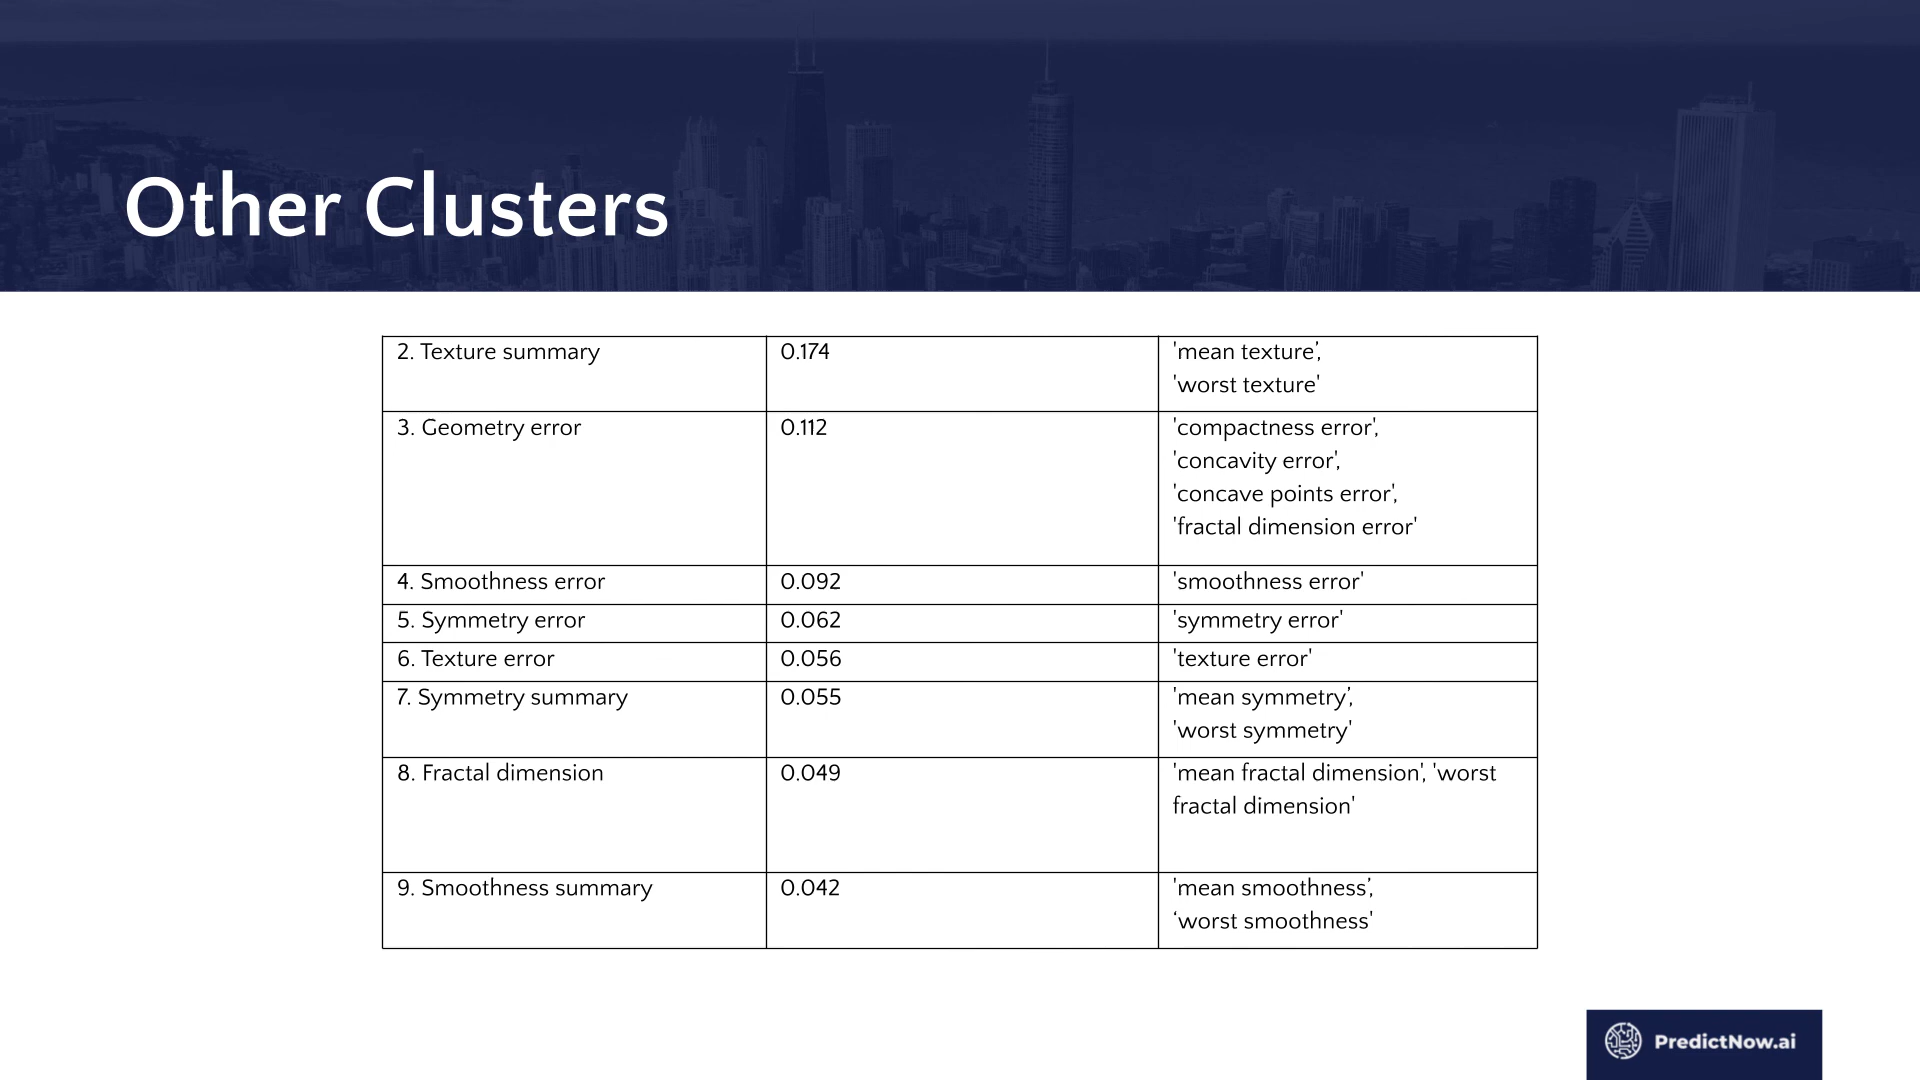 Other Clusters
2. Texture summary
0.174
'mean texture’,
'worst texture'
3. Geometry error
0.112
'compactness error',
'concavity error',
'concave points error',
'fractal dimension error'
4. Smoothness error
0.092
'smoothness error'
5. Symmetry error
0.062
'symmetry error'
6. Texture error
0.056
'texture error'
7. Symmetry summary
0.055
'mean symmetry’,
'worst symmetry'
8. Fractal dimension
0.049
'mean fractal dimension', 'worst
fractal dimension'
9. Smoothness summary
0.042
'mean smoothness’,
‘worst smoothness'
PredictNow.ai